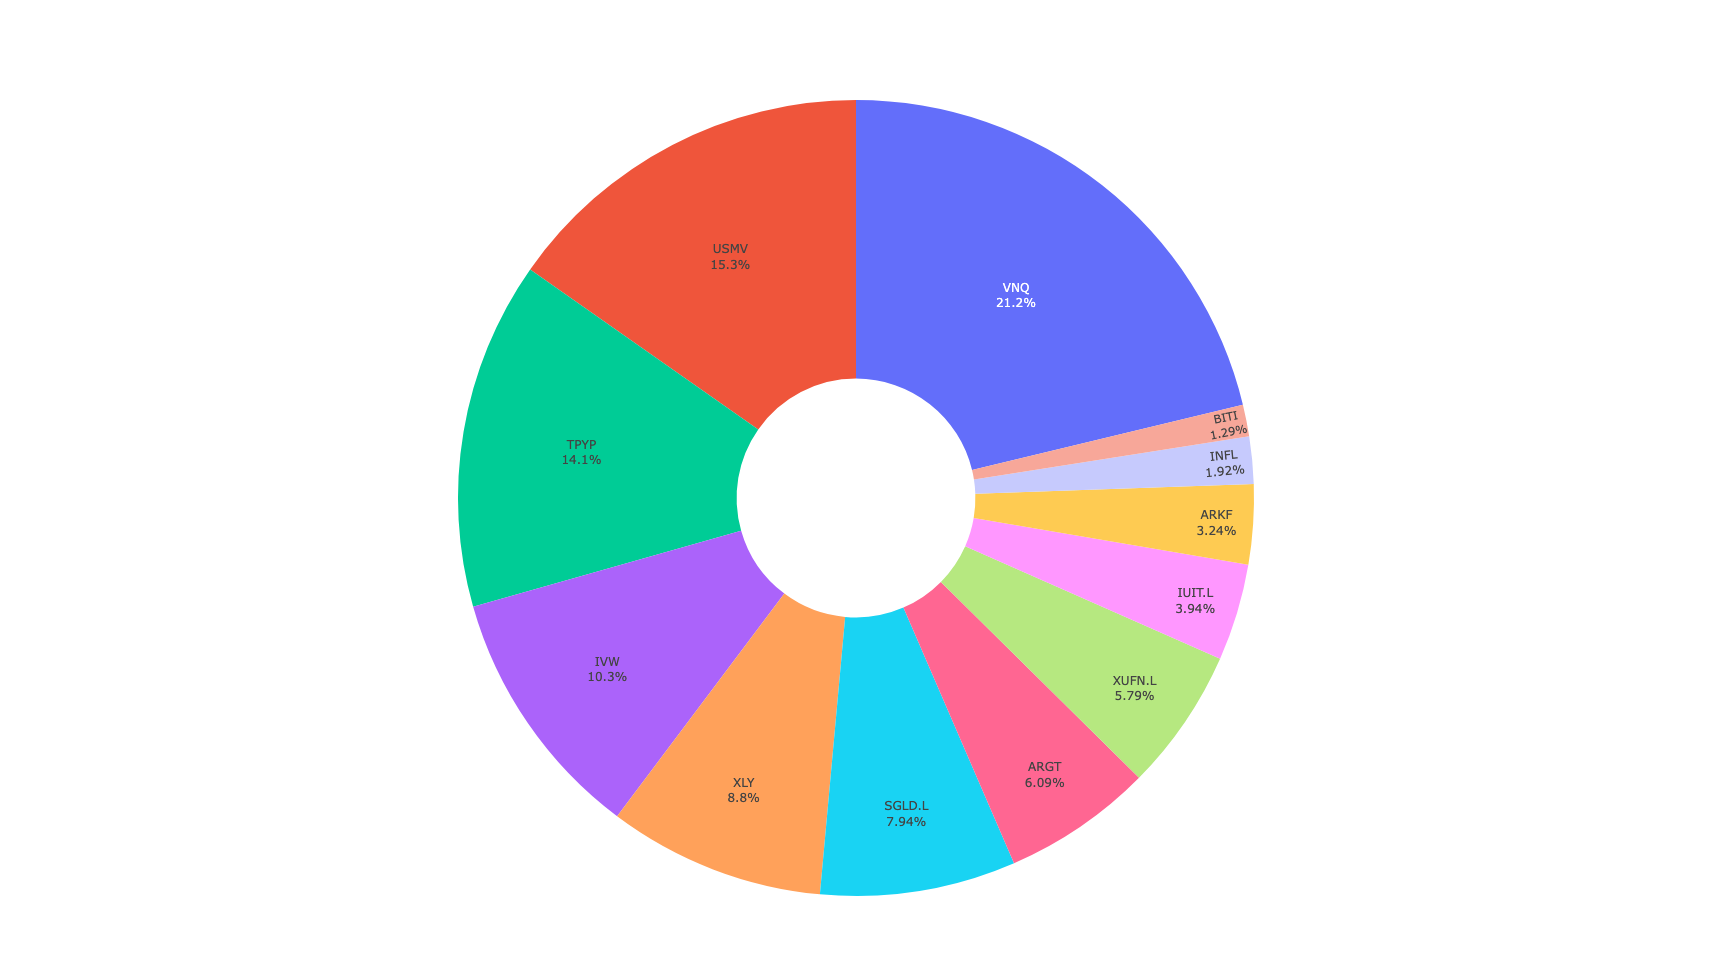 USMV
15.3%
VNQ
21.2%
BITI
1.29%
INFL
1.92%
TPYP
14.1%
ARKF
3.24%
IUIT.L
3.94%
IVW
10.3%
XUFN.L
5.79%
ARGT
6.09%
XLY
8.8%
SGLD.L
7.94%